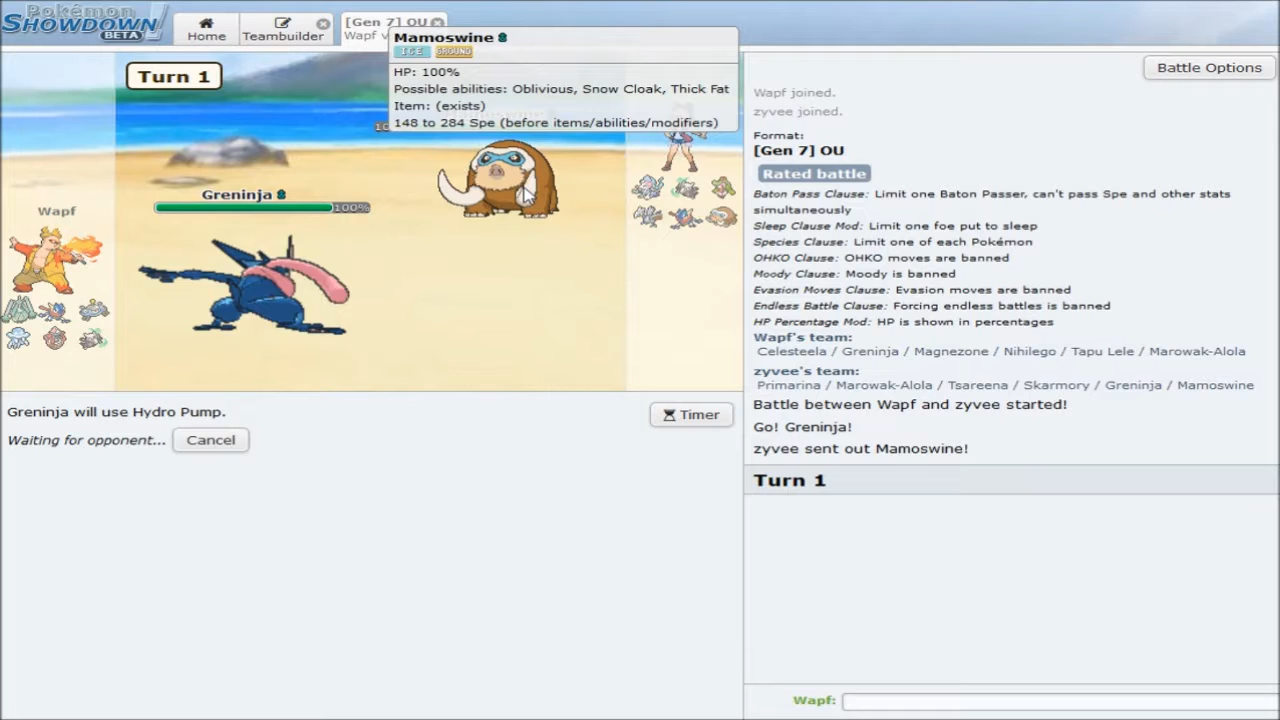 Pokémon
SHOWDOWN
BETA
Home
Teambuilder
[Gen 7] OU
Wapf v
Mamoswine
ICE GROUND
HP: 100%
Possible abilities: Oblivious, Snow Cloak, Thick Fat
Item: (exists)
148 to 284 Spe (before items/abilities/modifiers)
Turn 1
Greninja
100%
Wapf
Greninja will use Hydro Pump.
Timer
Waiting for opponent...
Cancel
Battle Options
Wapf joined.
zyvee joined.
Format:
[Gen 7] OU
Rated battle
Baton Pass Clause: Limit one Baton Passer, can't pass Spe and other stats
simultaneously
Sleep Clause Mod: Limit one foe put to sleep
Species Clause: Limit one of each Pokémon
OHKO Clause: OHKO moves are banned
Moody Clause: Moody is banned
Evasion Moves Clause: Evasion moves are banned
Endless Battle Clause: Forcing endless battles is banned
HP Percentage Mod: HP is shown in percentages
Wapf's team:
Celesteela / Greninja / Magnezone / Nihilego / Tapu Lele / Marowak-Alola
zyvee's team:
Primarina / Marowak-Alola / Tsareena / Skarmory / Greninja / Mamoswine
Battle between Wapf and zyvee started!
Go! Greninja!
zyvee sent out Mamoswine!
Turn 1
Wapf: